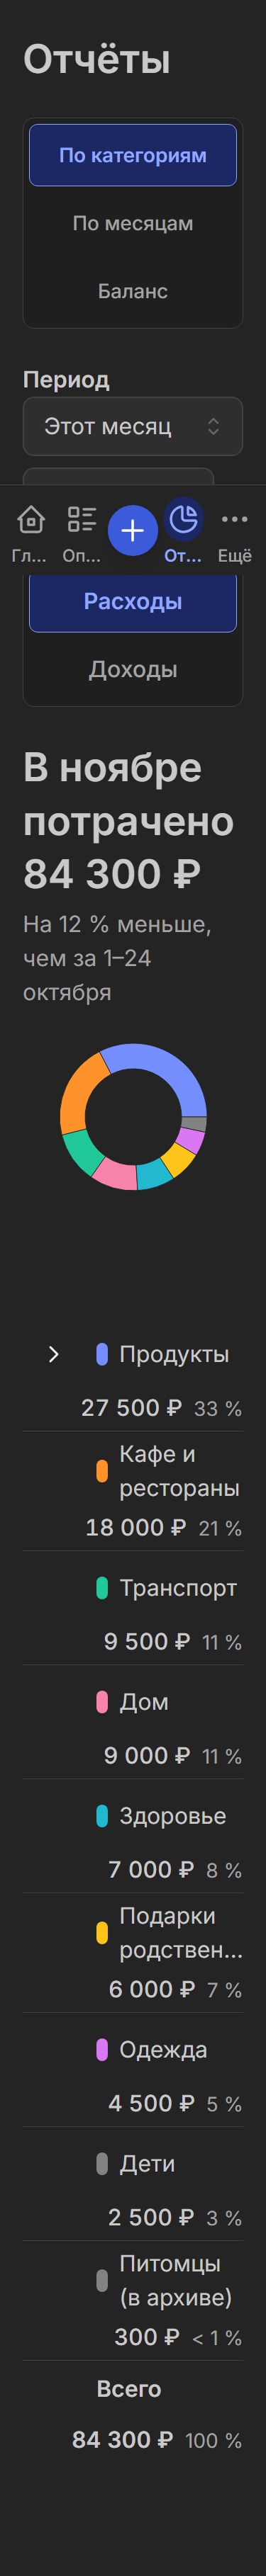 Отчёты
По категориям
По месяцам
Баланс
Период
Этот месяц
Гл...
Оп...
От...
Ещё
Расходы
Доходы
В ноябре
потрачено
84 300 ₽
На 12 % меньше,
чем за 1–24
октября
Продукты
27 500 ₽ 33 %
Кафе и
рестораны
18 000 ₽ 21 %
Транспорт
9 500 ₽ 11 %
Дом
9 000 ₽ 11 %
Здоровье
7 000 ₽ 8 %
Подарки
родствен...
6 000 ₽ 7 %
Одежда
4 500 ₽ 5 %
Дети
2 500 ₽ 3 %
Питомцы
(в архиве)
300 ₽ < 1 %
Всего
84 300 ₽ 100 %